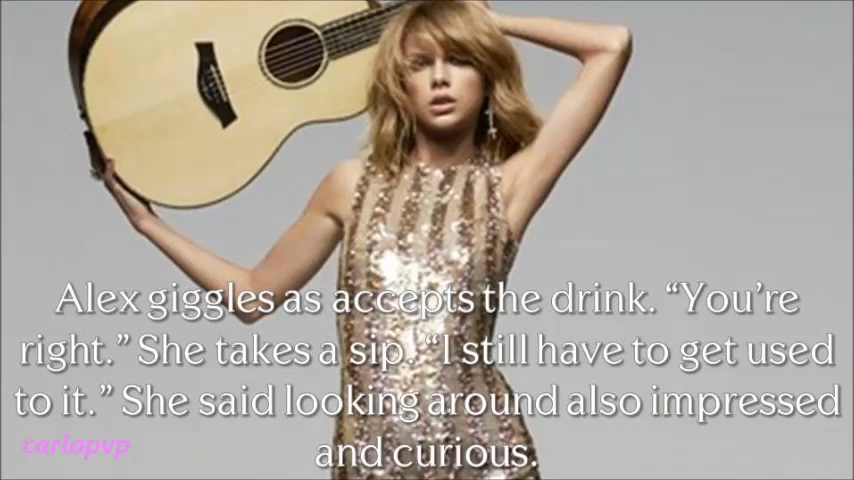 Alex giggles as accepts the drink. “You’re
right.” She takes a sip. “I still have to get used
to it.” She said looking around also impressed
and curious.
carlapvp